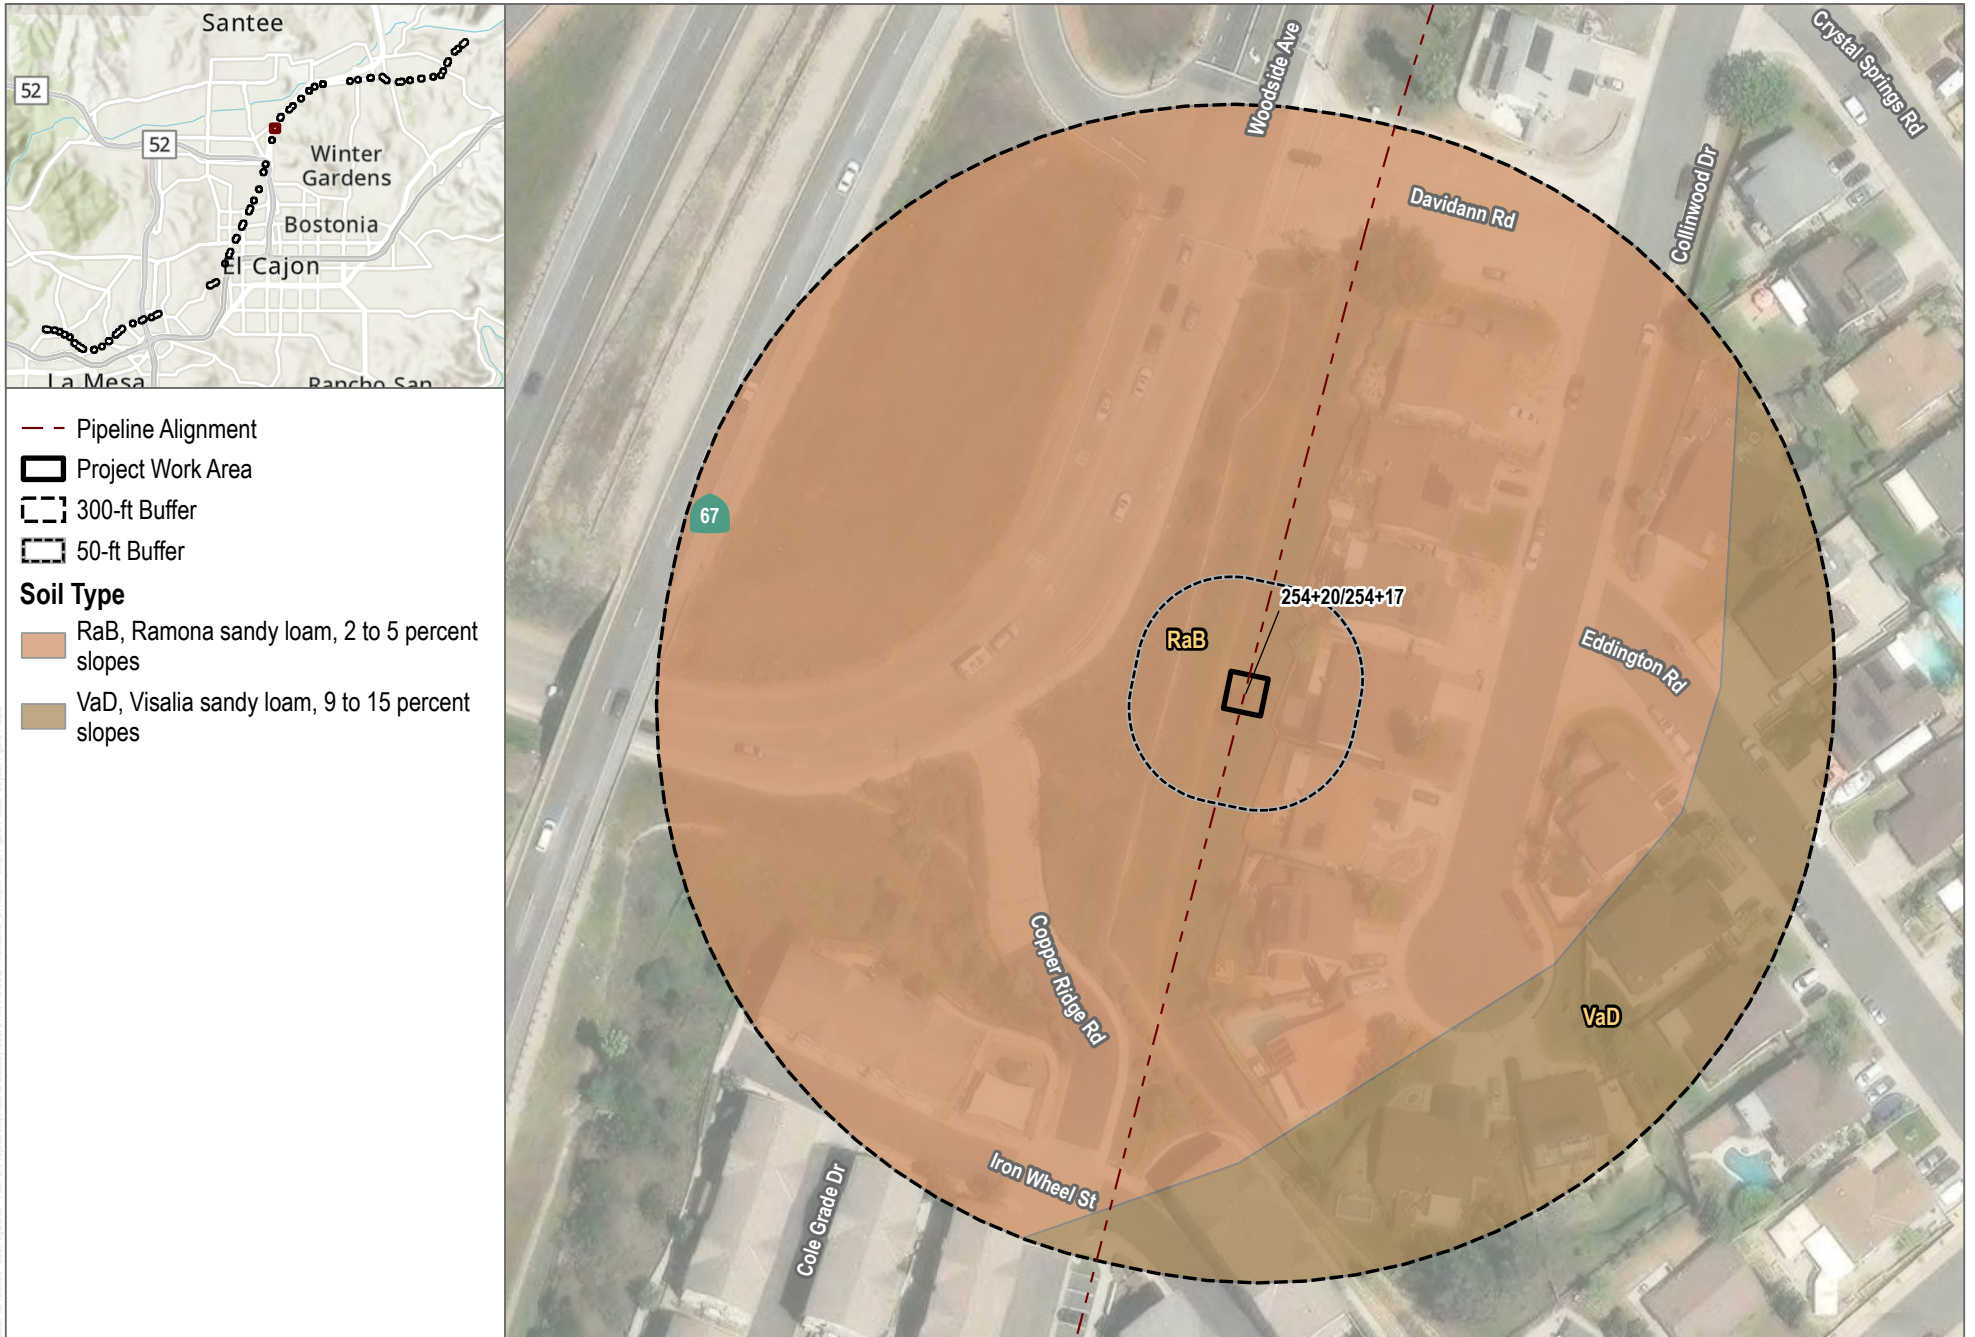 Santee
52
52
Winter
Gardens
Bostonia
El Cajon
La Mesa
Rancho San
Pipeline Alignment
Project Work Area
300-ft Buffer
50-ft Buffer
Soil Type
RaB, Ramona sandy loam, 2 to 5 percent
slopes
VaD, Visalia sandy loam, 9 to 15 percent
slopes
Woodside Ave
Crystal Springs Rd
Collinwood Dr
Davidann Rd
67
254+20/254+17
RaB
Eddington Rd
Copper Ridge Rd
VaD
Iron Wheel St
Cole Grade Dr